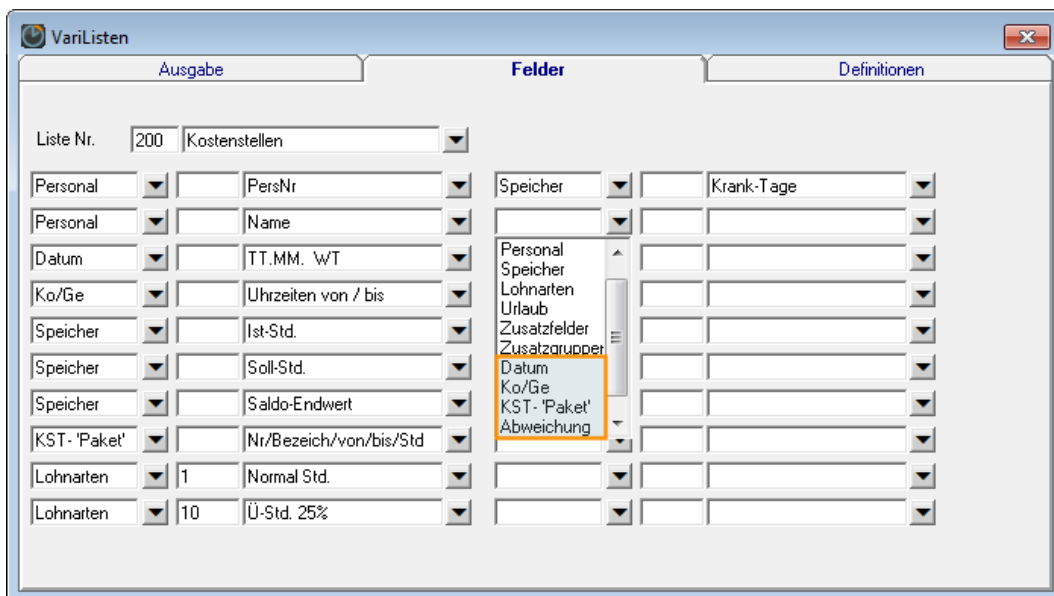 VariListen
Ausgabe Felder Definitionen
Liste Nr. 200 Kostenstellen
Personal PersNr Speicher Krank-Tage
Personal Name
Datum TT.MM. WT
Ko/Ge Uhrzeiten von / bis
Speicher Ist-Std.
Speicher Soll-Std.
Speicher Saldo-Endwert
KST- 'Paket' Nr/Bezeich/von/bis/Std
Lohnarten 1 Normal Std.
Lohnarten 10 Ü-Std. 25%
Personal
Speicher
Lohnarten
Urlaub
Zusatzfelder
Zusatzgrupper
Datum
Ko/Ge
KST- 'Paket'
Abweichung